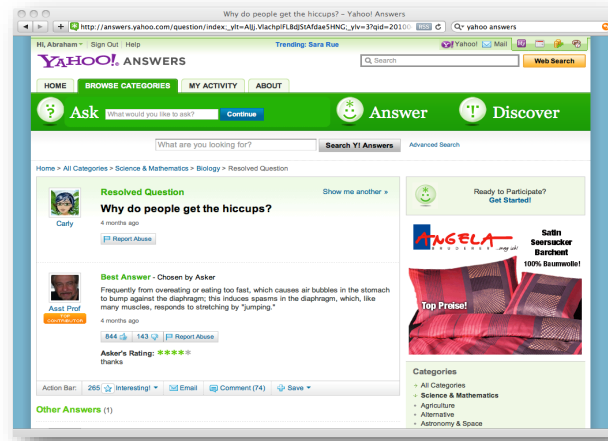 Why do people get the hiccups? – Yahoo! Answers
http://answers.yahoo.com/question/index;_ylt=
RSS
yahoo answers
Hi, Abraham Sign Out Help
Trending: Sara Rue
Yahoo! Mail
YAHOO! ANSWERS
Search
Web Search
HOME BROWSE CATEGORIES MY ACTIVITY ABOUT
Ask What would you like to ask? Continue
Answer
Discover
What are you looking for? Search Y! Answers Advanced Search
Home > All Categories > Science & Mathematics > Biology > Resolved Question
Carly
Resolved Question
Show me another »
Why do people get the hiccups?
4 months ago
Report Abuse
Asst Prof
TOP CONTRIBUTOR
Best Answer - Chosen by Asker
Frequently from overeating or eating too fast, which causes air bubbles in the stomach
to bump against the diaphragm; this induces spasms in the diaphragm, which, like
many muscles, responds to stretching by "jumping."
4 months ago
844 143 Report Abuse
Asker's Rating: ★★★★★
thanks
Action Bar: 265 Interesting! Email Comment (74) Save
Other Answers (1)
Ready to Participate?
Get Started!
ANGELA
BRUDERER
Satin
Seersucker
Barchent
100% Baumwolle!
Top Preise!
Categories
All Categories
Science & Mathematics
Agriculture
Alternative
Astronomy & Space